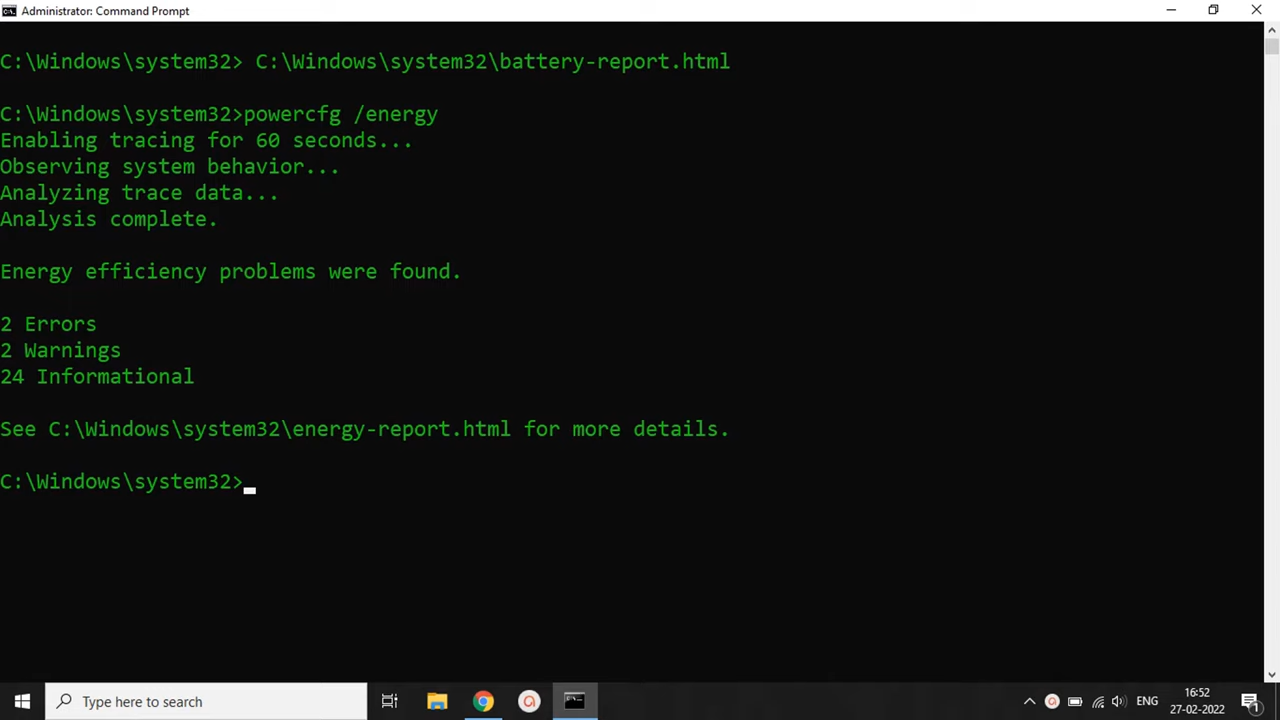 Administrator: Command Prompt
C:\Windows\system32> C:\Windows\system32\battery-report.html
C:\Windows\system32>powercfg /energy
Enabling tracing for 60 seconds...
Observing system behavior...
Analyzing trace data...
Analysis complete.
Energy efficiency problems were found.
2 Errors
2 Warnings
24 Informational
See C:\Windows\system32\energy-report.html for more details.
C:\Windows\system32>
Type here to search
ENG
16:52
27-02-2022
1